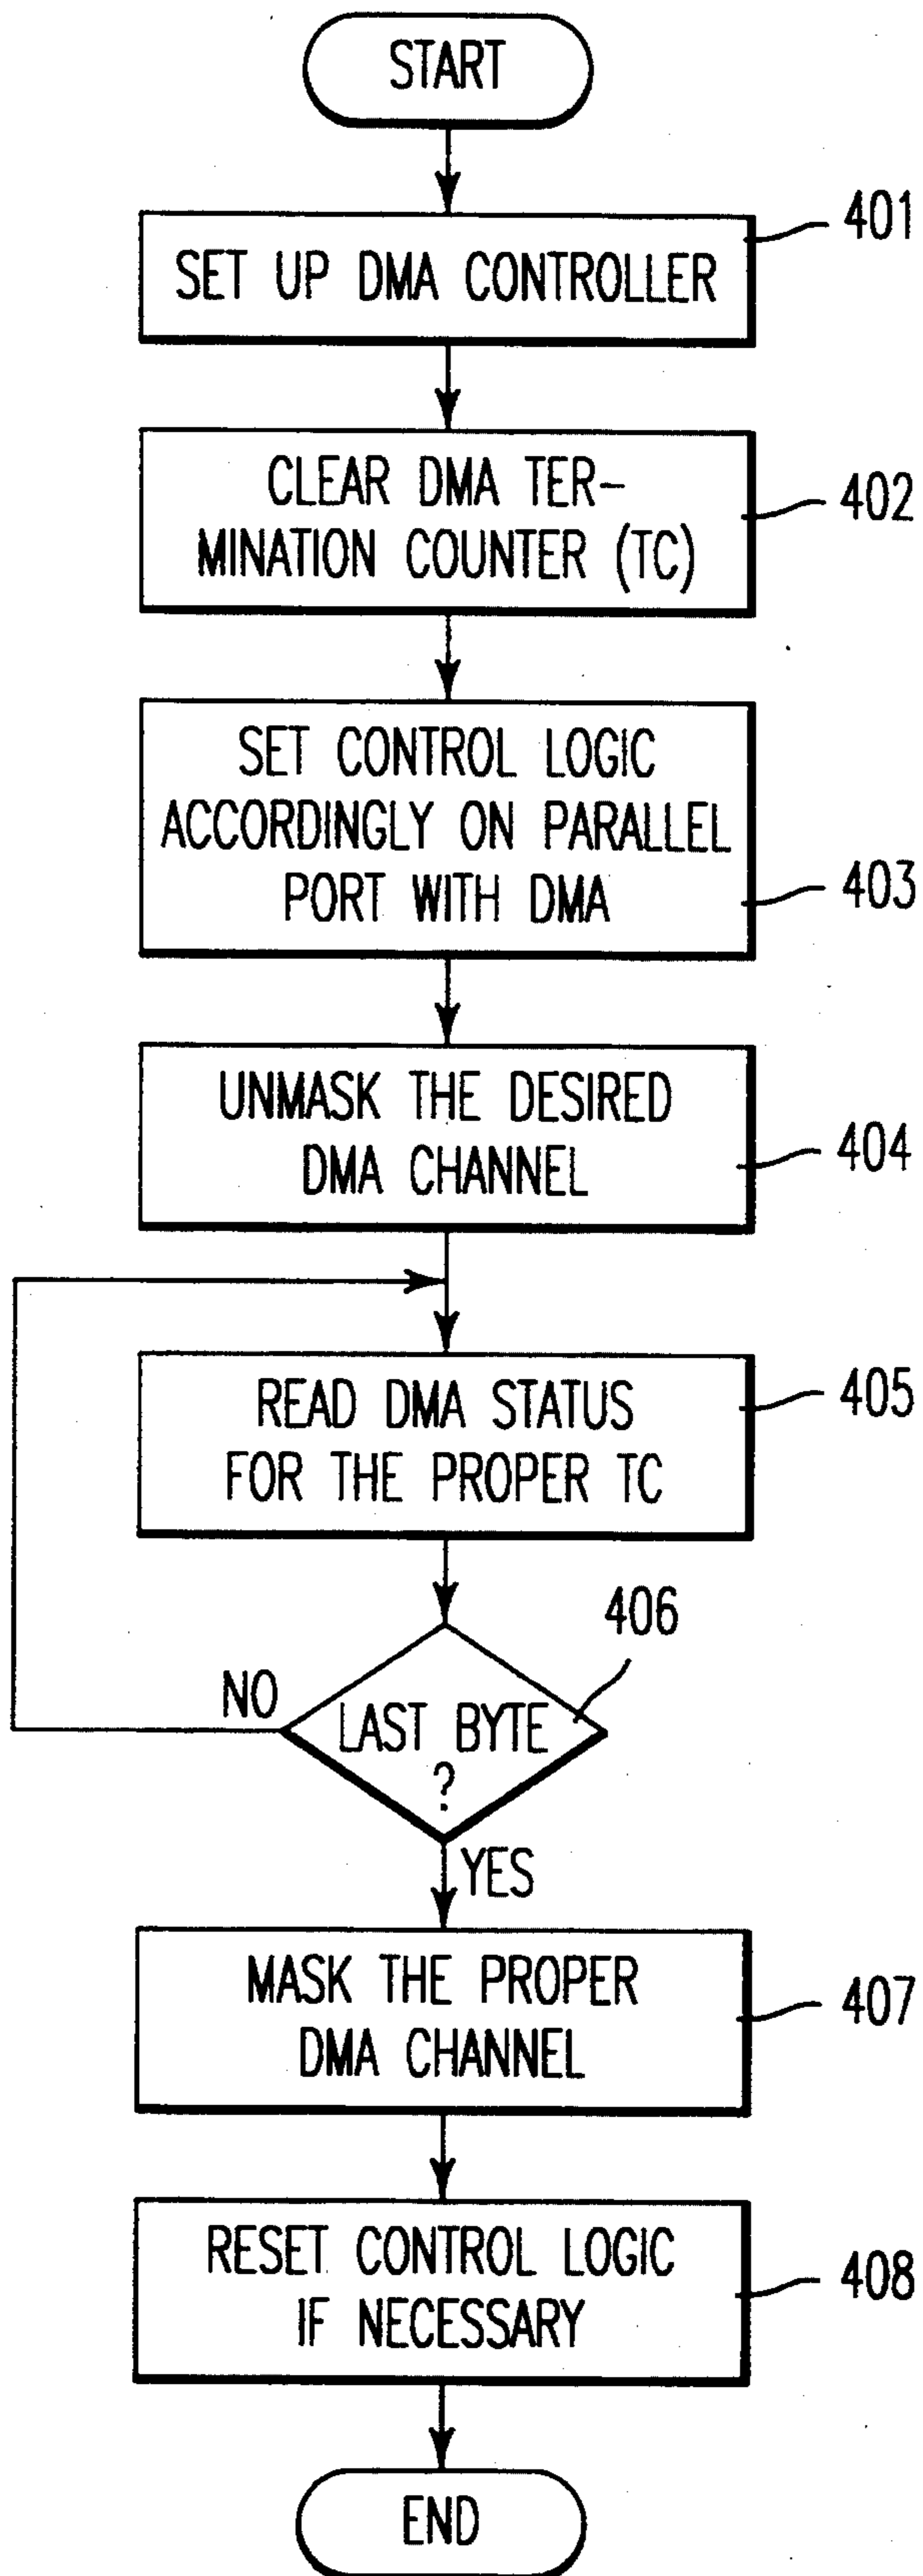 START
401
SET UP DMA CONTROLLER
402
CLEAR DMA TER-
MINATION COUNTER (TC)
SET CONTROL LOGIC
ACCORDINGLY ON PARALLEL
PORT WITH DMA
403
UNMASK THE DESIRED
DMA CHANNEL
404
READ DMA STATUS
FOR THE PROPER TC
405
406
NO
LAST BYTE
?
YES
MASK THE PROPER
DMA CHANNEL
407
RESET CONTROL LOGIC
IF NECESSARY
408
END